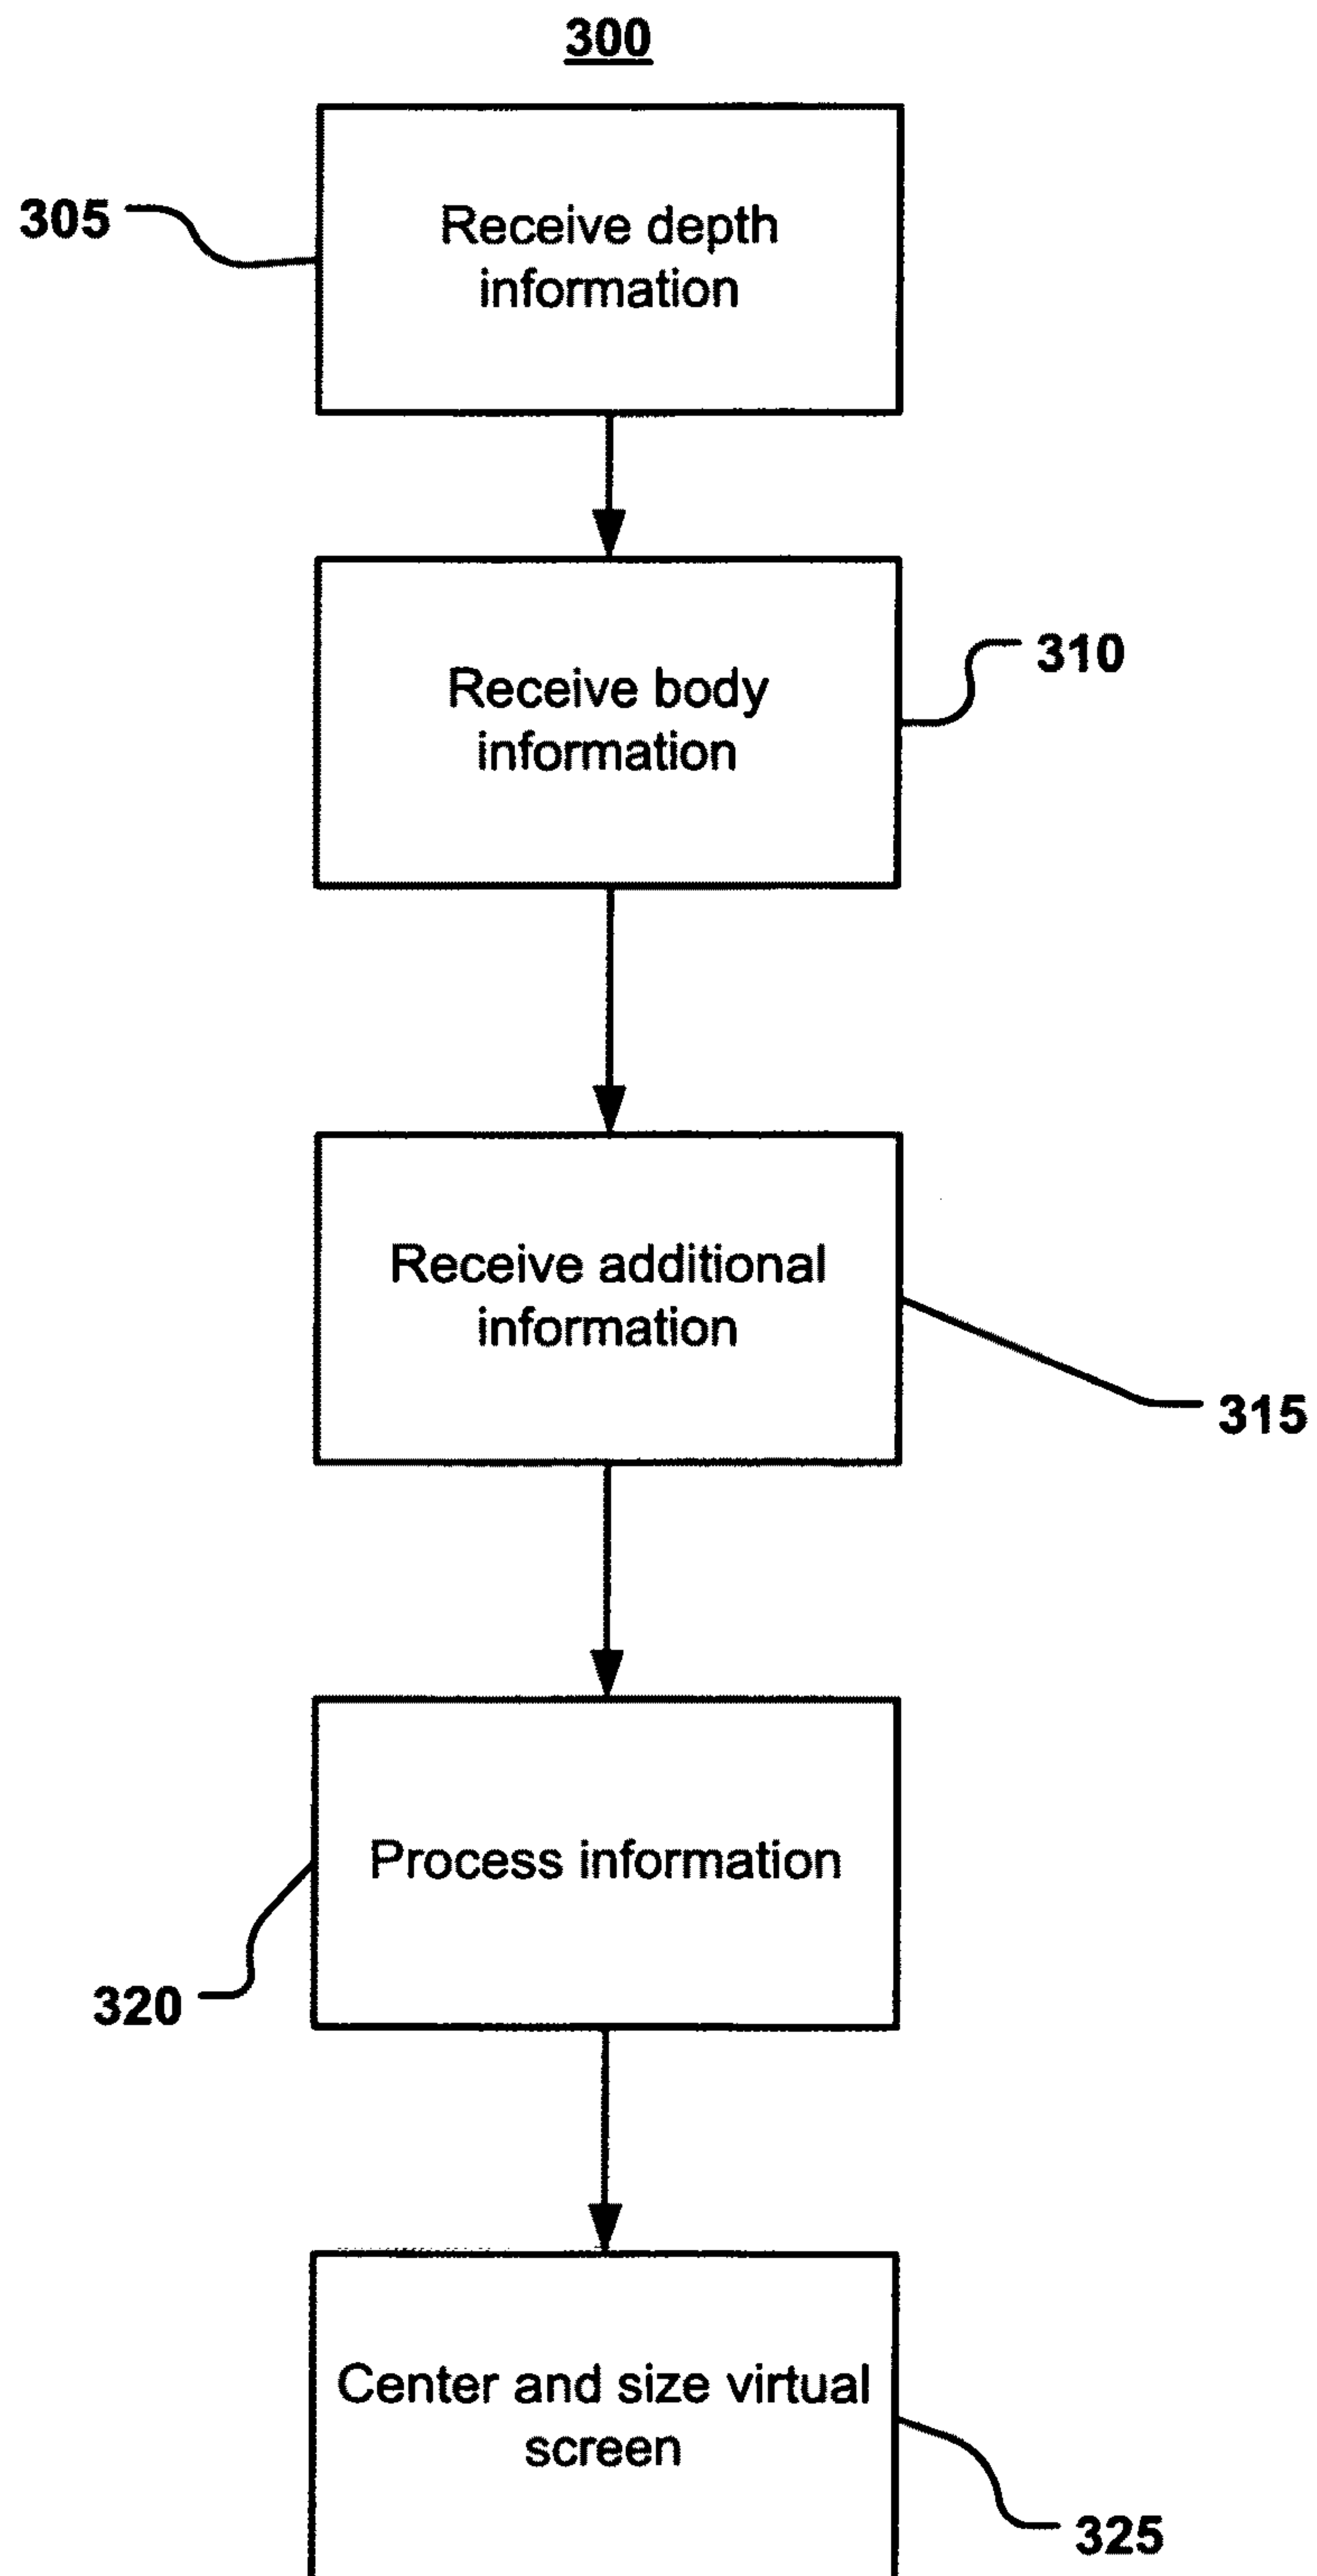 300
305
Receive depth
information
Receive body
information
310
Receive additional
information
315
Process information
320
Center and size virtual
screen
325